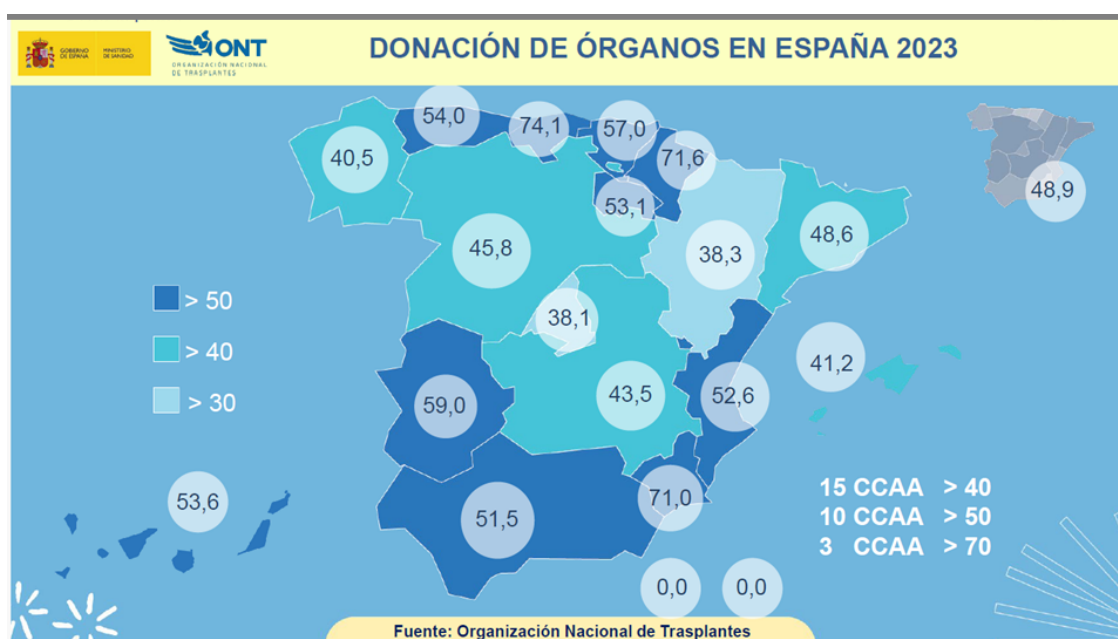 GOBIERNO DE ESPAÑA
MINISTERIO DE SANIDAD
ONT
ORGANIZACIÓN NACIONAL
DE TRASPLANTES
DONACIÓN DE ÓRGANOS EN ESPAÑA 2023
54,0
74,1
57,0
40,5
71,6
48,9
53,1
45,8
38,3
48,6
> 50
38,1
> 40
41,2
> 30
59,0
43,5
52,6
53,6
51,5
71,0
15 CCAA > 40
10 CCAA > 50
3 CCAA > 70
0,0
0,0
Fuente: Organización Nacional de Trasplantes